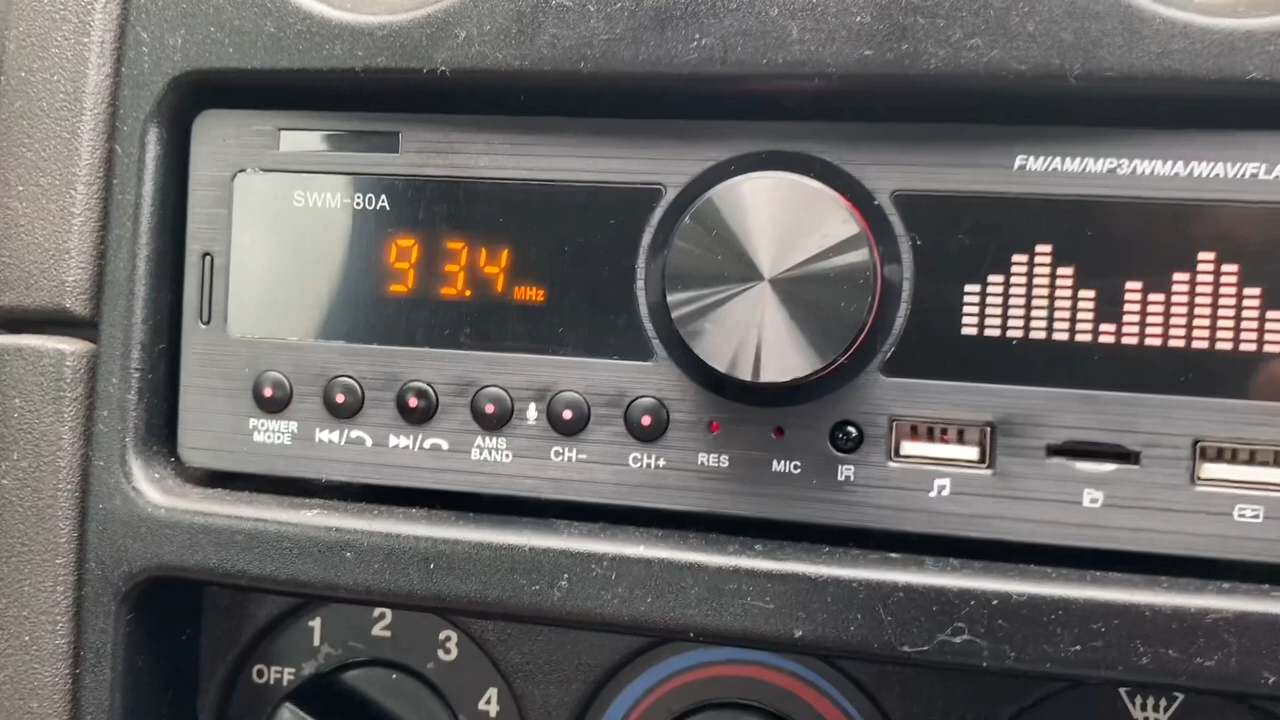 FM/AM/MP3/WMA/WAV/FLA
SWM-80A
93.4 MHz
POWER
MODE
AMS
BAND
CH-
CH+
RES
MIC
IR
OFF
1
2
3
4